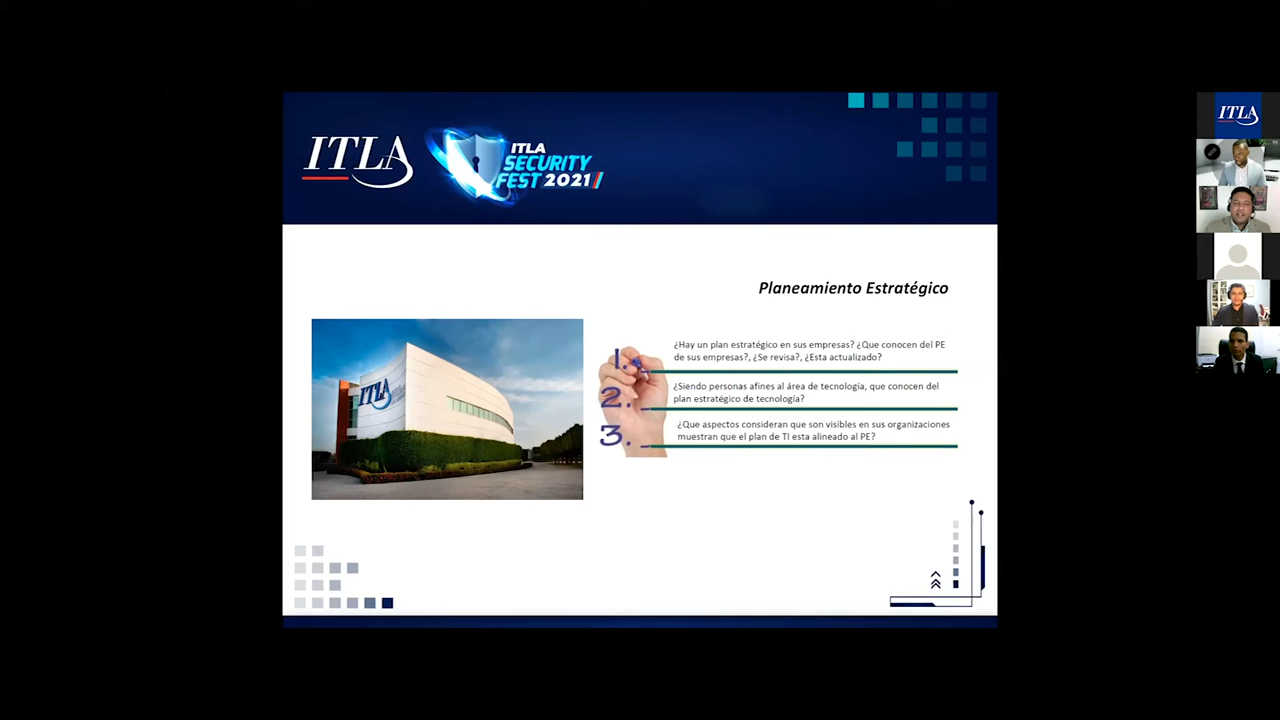 ITLA
ITLA
SECURITY
FEST 2021
ITLA
Planeamiento Estratégico
ITLA
1.
¿Hay un plan estratégico en sus empresas? ¿Que conocen del PE
de sus empresas?, ¿Se revisa?, ¿Esta actualizado?
2.
¿Siendo personas afines al área de tecnología, que conocen del
plan estratégico de tecnología?
3.
¿Que aspectos consideran que son visibles en sus organizaciones
muestran que el plan de TI esta alineado al PE?